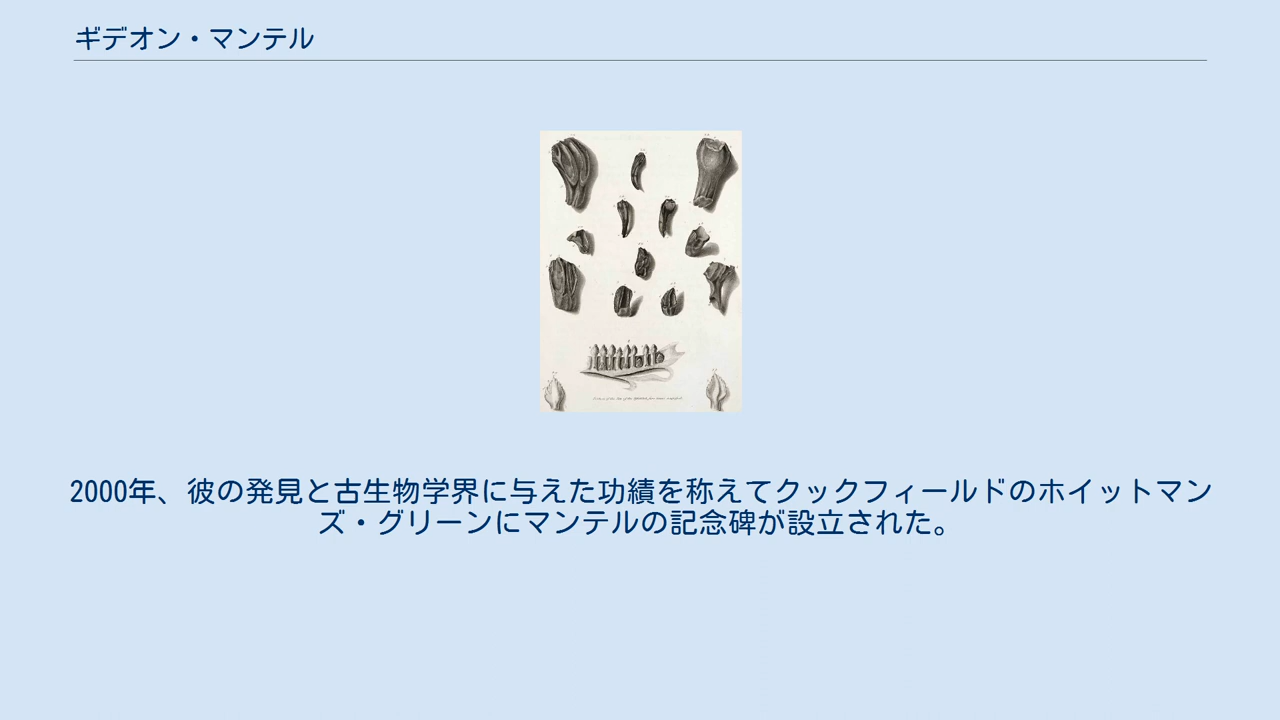 ギデオン・マンテル
2000年、彼の発見と古生物学界に与えた功績を称えてクックフィールドのホイットマン
ズ・グリーンにマンテルの記念碑が設立された。